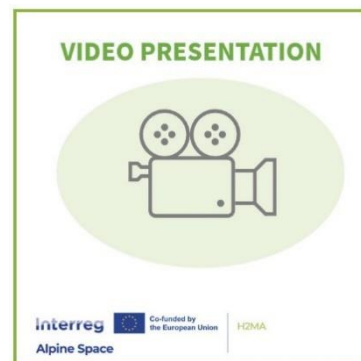 VIDEO PRESENTATION
Interreg
Co-funded by
the European Union
H2MA
Alpine Space